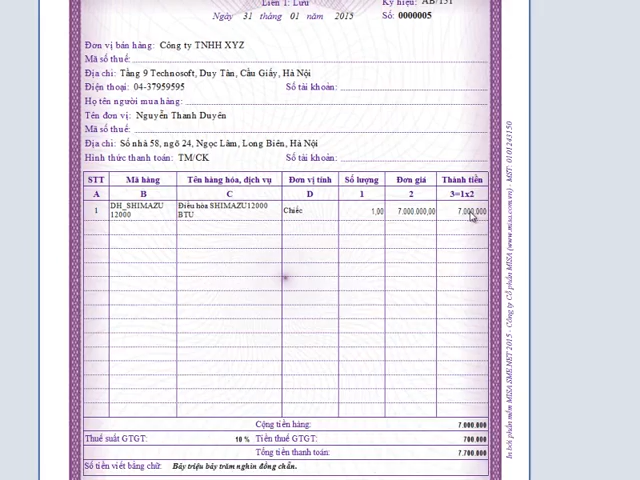 Liên 1: Lưu
Ký hiệu: AB/151
Ngày 31 tháng 01 năm 2015
Số: 0000005
Đơn vị bán hàng: Công ty TNHH XYZ
Mã số thuế:
Địa chỉ: Tầng 9 Technosoft, Duy Tân, Cầu Giấy, Hà Nội
Điện thoại: 04-37959595 Số tài khoản:
Họ tên người mua hàng:
Tên đơn vị: Nguyễn Thanh Duyên
Mã số thuế:
Địa chỉ: Số nhà 58, ngõ 24, Ngọc Lâm, Long Biên, Hà Nội
Hình thức thanh toán: TM/CK Số tài khoản:
STT Mã hàng Tên hàng hóa, dịch vụ Đơn vị tính Số lượng Đơn giá Thành tiền
A B C D 1 2 3=1x2
1 DH_SHIMAZU 12000 Điều hòa SHIMAZU12000 BTU Chiếc 1,00 7.000.000,00 7.000.000
Cộng tiền hàng: 7.000.000
Thuế suất GTGT: 10 % Tiền thuế GTGT: 700.000
Tổng tiền thanh toán: 7.700.000
Số tiền viết bằng chữ: Bảy triệu bảy trăm nghìn đồng chẵn.
In bởi phần mềm MISA SME.NET 2015 - Công ty Cổ phần MISA (www.misa.com.vn) - MST: 0101243150